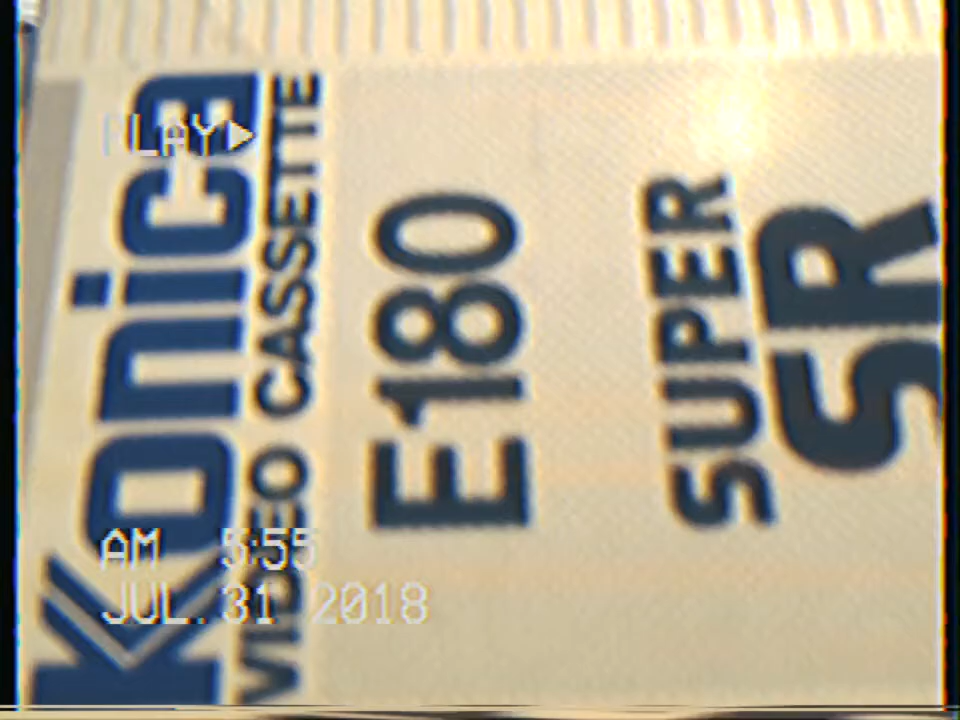 PLAY▶
Konica
VIDEO CASSETTE
E180
SUPER
SR
AM 5:55
JUL. 31 2018